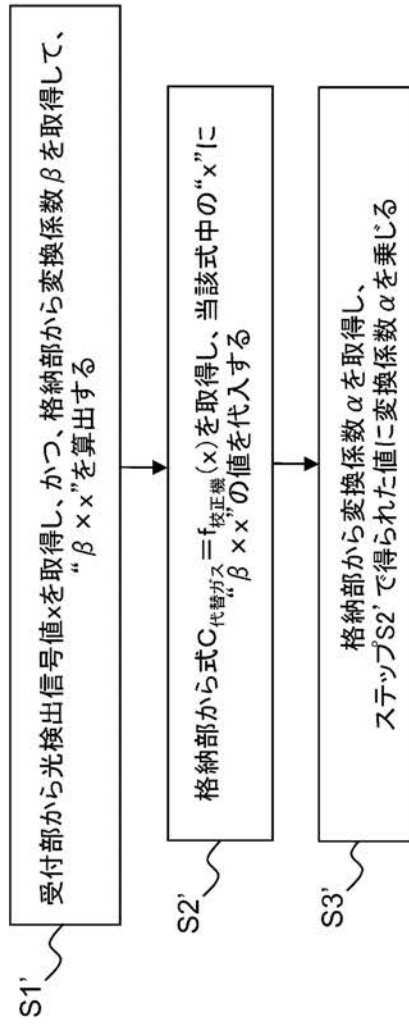 S1'
受付部から光検出信号値xを取得し、かつ、格納部から変換係数βを取得して、
“β×x”を算出する
S2'
格納部から式C代替ガス＝f校正機(x)を取得し、当該式中の“x”に
“β×x”の値を代入する
S3'
格納部から変換係数αを取得し、
ステップS2’で得られた値に変換係数αを乗じる